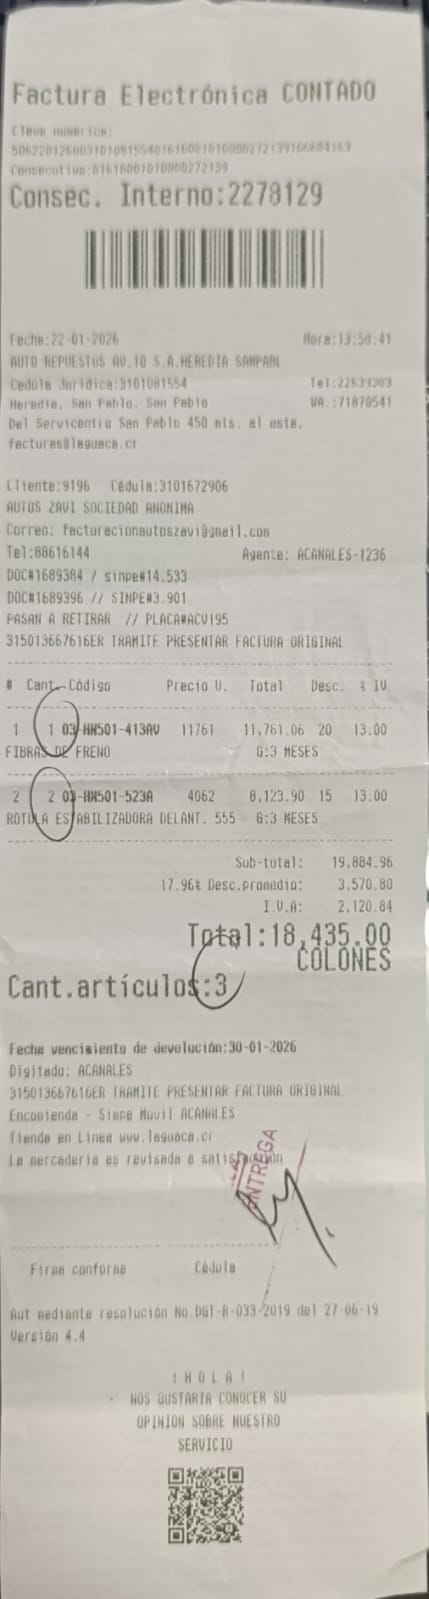 Factura Electrónica CONTADO
Clave numérica:
Consecutivo:01616001010000272139
Consec. Interno:2278129
Fecha:22-01-2026 Hora:13:58:41
AUTO REPUESTOS AV.10 S.A.HEREDIA SANPABL
Cedúla Juridica:3101081554 Tel:22639303
Heredia, San Pablo, San Pablo WA.:71870541
Del Servicentro San Pablo 450 mts. al este.
facturas@laguaca.cr
Cliente:9196 Cédula:3101672906
AUTOS ZAVI SOCIEDAD ANONIMA
Correo: facturacionautoszavi@gmail.com
Tel:88616144 Agente: ACANALES-1236
DOC#1689384 / sinpe#14.533
DOC#1689396 // SINPE#3.901
PASAN A RETIRAR // PLACA#ACV195
315013667616ER TRAMITE PRESENTAR FACTURA ORIGINAL
# Cant. Código Precio U. Total Desc. % IV
1 1 03-HN501-413AV 11761 11,761.06 20 13.00
FIBRAS DE FRENO G:3 MESES
2 2 03-HN501-523A 4062 8,123.90 15 13.00
ROTULA ESTABILIZADORA DELANT. 555 G:3 MESES
Sub-total: 19,884.96
17.96% Desc.promedio: 3,570.80
I.V.A: 2,120.84
Total:18,435.00
COLONES
Cant.artículos:3
Fecha vencimiento de devolución:30-01-2026
Digitado: ACANALES
315013667616ER TRAMITE PRESENTAR FACTURA ORIGINAL
Encomienda - Sinpe Movil ACANALES
Tienda en Linea www.laguaca.cr
La mercadería es revisada a satisfacción
ENTREGA
Firma conforme Cédula
Aut mediante resolución No.DGT-R-033-2019 del 27-06-19
Versión 4.4
!HOLA!
NOS GUSTARIA CONOCER SU
OPINION SOBRE NUESTRO
SERVICIO